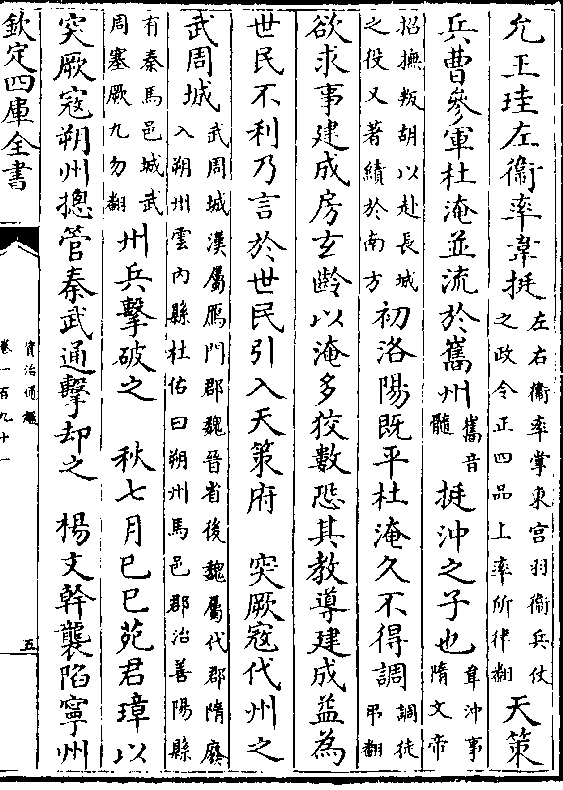 允王珪左衞率韋挺左右衞率掌東宫羽衞兵仗之政令正四品上率所律翻天策
兵曹參軍杜淹並流於巂州巂音髓挺沖之子也韋沖事隋文帝
招撫叛胡以赴長城之役又著績於南方初洛陽既平杜淹久不得調調徒弔翻
欲求事建成房玄齡以淹多狡數恐其教導建成益為
世民不利乃言於世民引入天策府　突厥寇代州之
武周城武周城漢屬鴈門郡魏晉省後魏屬代郡隋廢入朔州雲内縣杜佑曰朔州馬邑郡治善陽縣
有秦馬邑城武周塞厥九勿翻州兵擊破之　秋七月己巳苑君璋以
突厥寇朔州摠管秦武通擊却之　楊文幹襲陷寧州
欽定四庫全書
資治通鑑
卷一百九十一
五